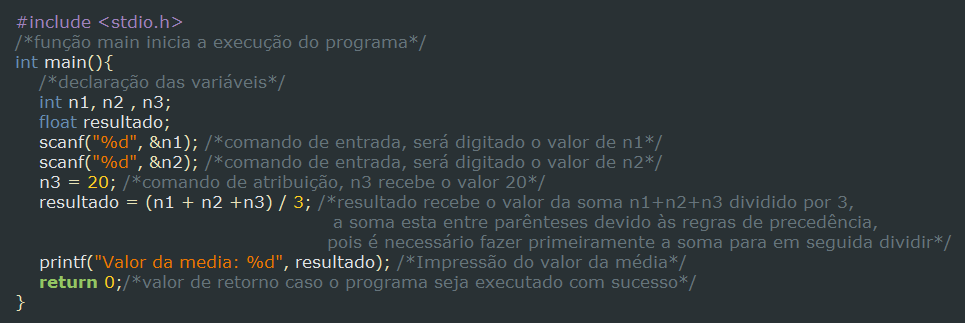 #include <stdio.h>
/*função main inicia a execução do programa*/
int main(){
/*declaração das variáveis*/
int n1, n2 , n3;
float resultado;
scanf("%d", &n1); /*comando de entrada, será digitado o valor de n1*/
scanf("%d", &n2); /*comando de entrada, será digitado o valor de n2*/
n3 = 20; /*comando de atribuição, n3 recebe o valor 20*/
resultado = (n1 + n2 +n3) / 3; /*resultado recebe o valor da soma n1+n2+n3 dividido por 3,
a soma esta entre parênteses devido às regras de precedência,
pois é necessário fazer primeiramente a soma para em seguida dividir*/
printf("Valor da media: %d", resultado); /*Impressão do valor da média*/
return 0;/*valor de retorno caso o programa seja executado com sucesso*/
}